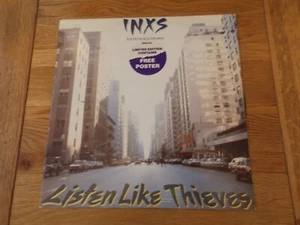 INXS
LIMITED EDITION
CONTAINS
FREE
POSTER
Listen Like Thieves